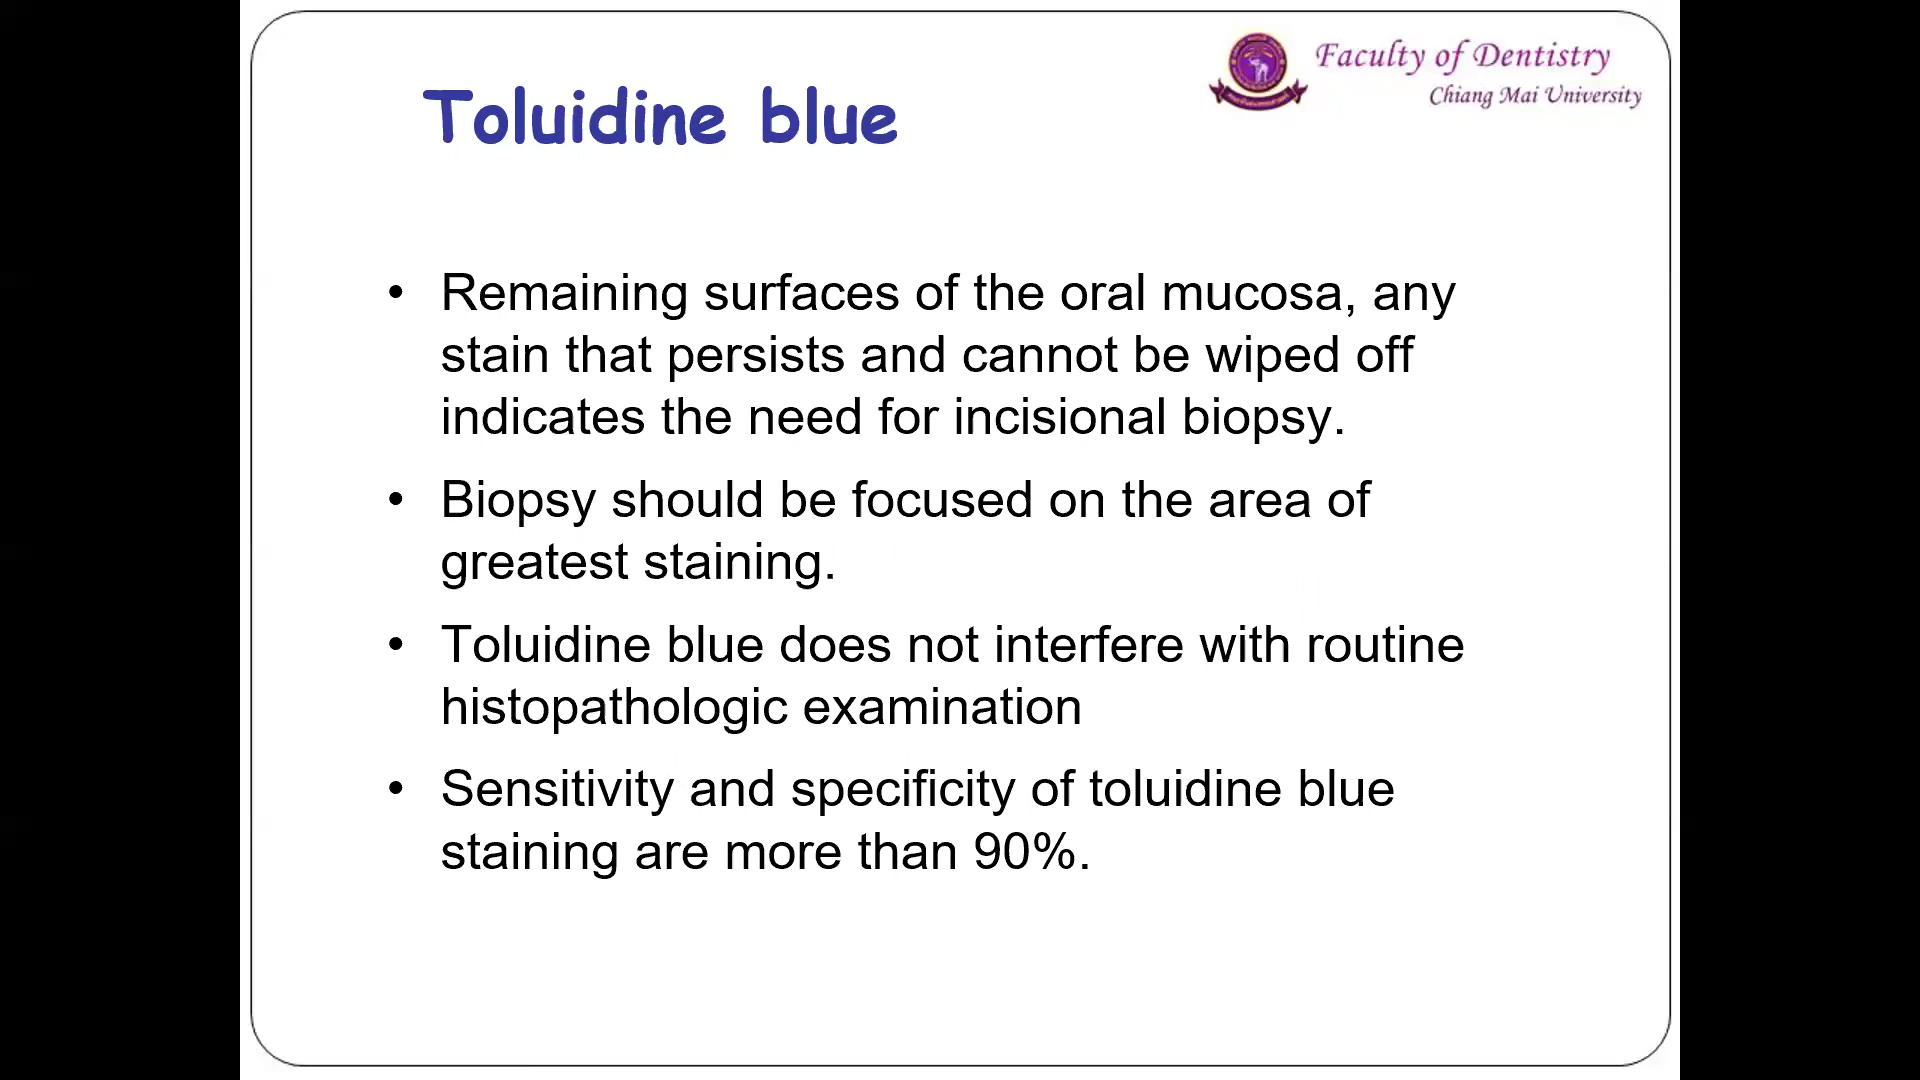 Faculty of Dentistry
Chiang Mai University
Toluidine blue
• Remaining surfaces of the oral mucosa, any
stain that persists and cannot be wiped off
indicates the need for incisional biopsy.
• Biopsy should be focused on the area of
greatest staining.
• Toluidine blue does not interfere with routine
histopathologic examination
• Sensitivity and specificity of toluidine blue
staining are more than 90%.